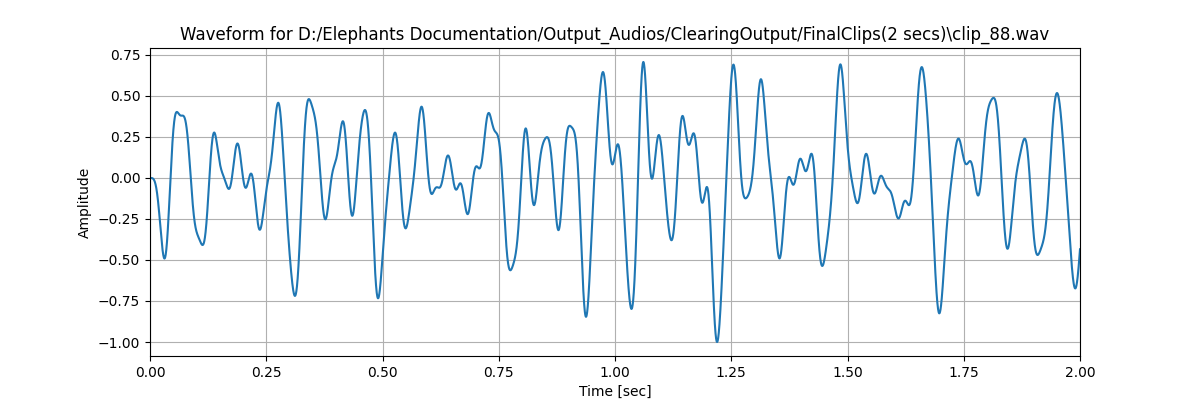 Waveform for D:/Elephants Documentation/Output_Audios/ClearingOutput/FinalClips(2 secs)\clip_88.wav
Amplitude
0.75
0.50
0.25
0.00
−0.25
−0.50
−0.75
−1.00
0.00 0.25 0.50 0.75 1.00 1.25 1.50 1.75 2.00
Time [sec]